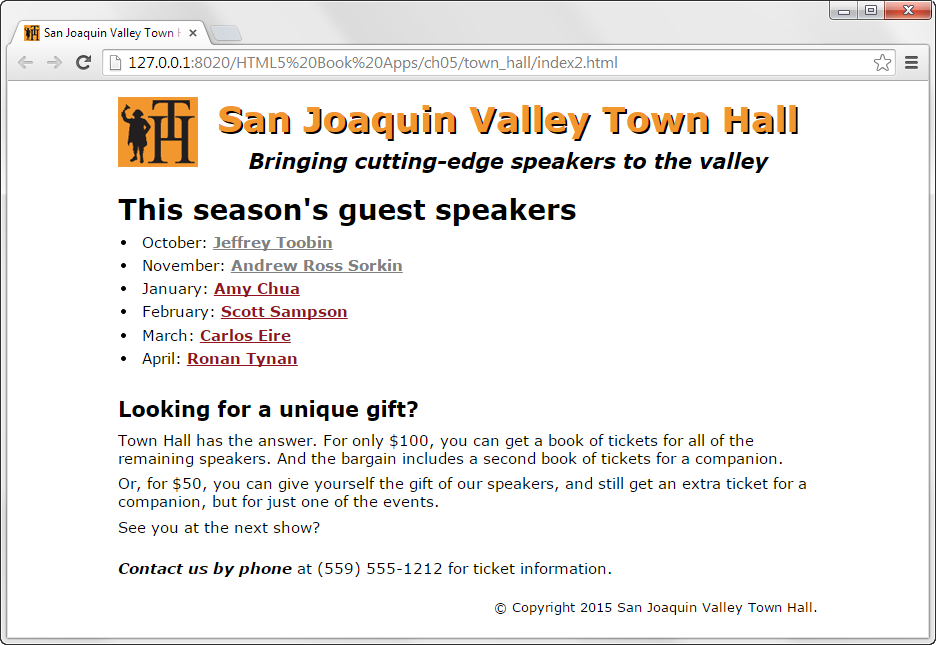 San Joaquin Valley Town H
127.0.0.1:8020/HTML5%20Book%20Apps/ch05/town_hall/index2.html
TH
San Joaquin Valley Town Hall
Bringing cutting-edge speakers to the valley
This season's guest speakers
• October: Jeffrey Toobin
• November: Andrew Ross Sorkin
• January: Amy Chua
• February: Scott Sampson
• March: Carlos Eire
• April: Ronan Tynan
Looking for a unique gift?
Town Hall has the answer. For only $100, you can get a book of tickets for all of the
remaining speakers. And the bargain includes a second book of tickets for a companion.
Or, for $50, you can give yourself the gift of our speakers, and still get an extra ticket for a
companion, but for just one of the events.
See you at the next show?
Contact us by phone at (559) 555-1212 for ticket information.
© Copyright 2015 San Joaquin Valley Town Hall.